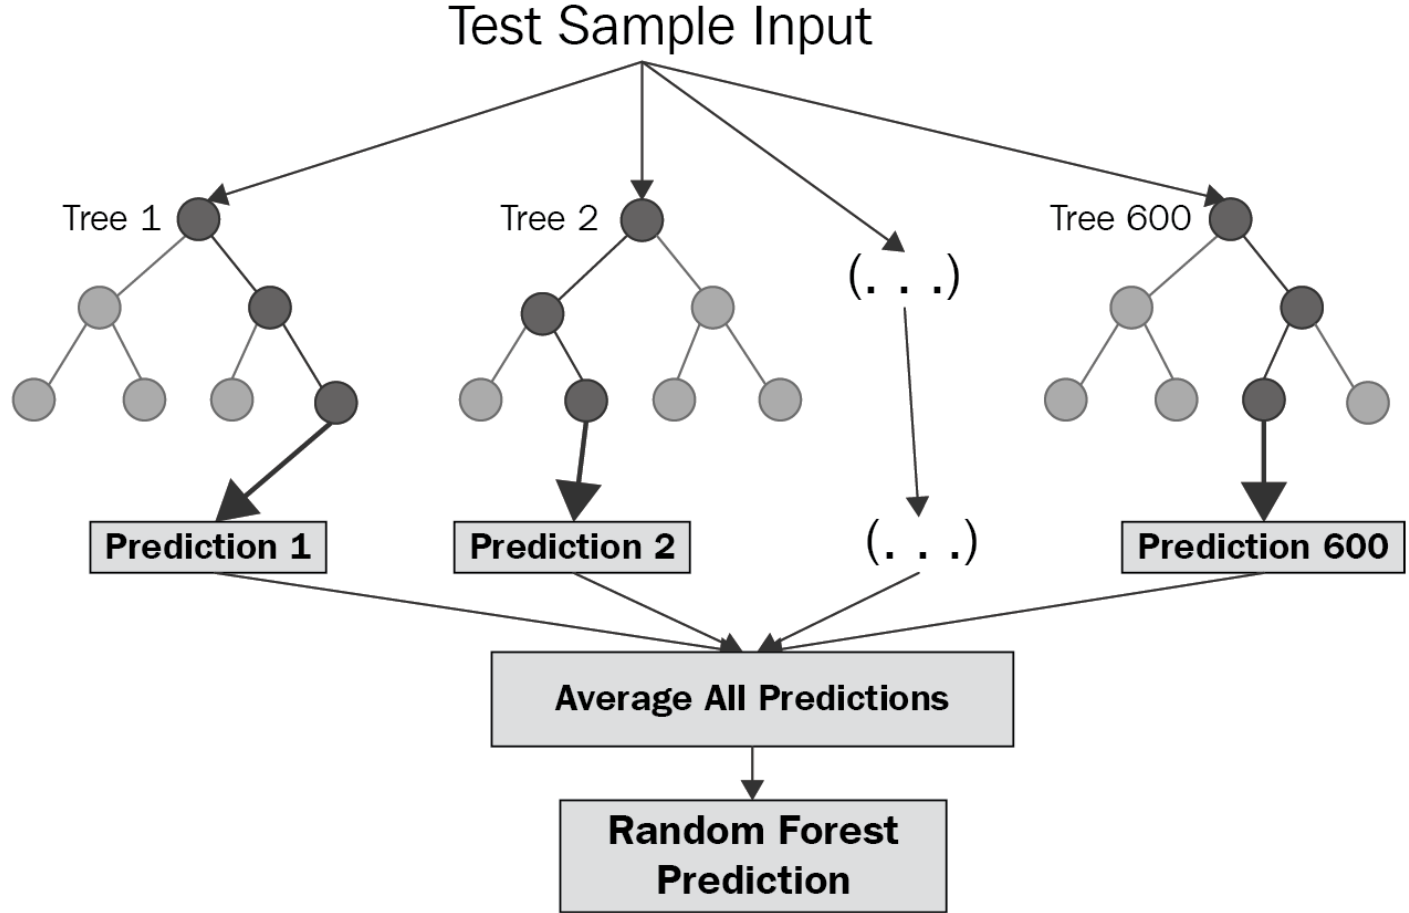 Test Sample Input
Tree 1
Tree 2
Tree 600
(. . .)
Prediction 1
Prediction 2
(. . .)
Prediction 600
Average All Predictions
Random Forest
Prediction